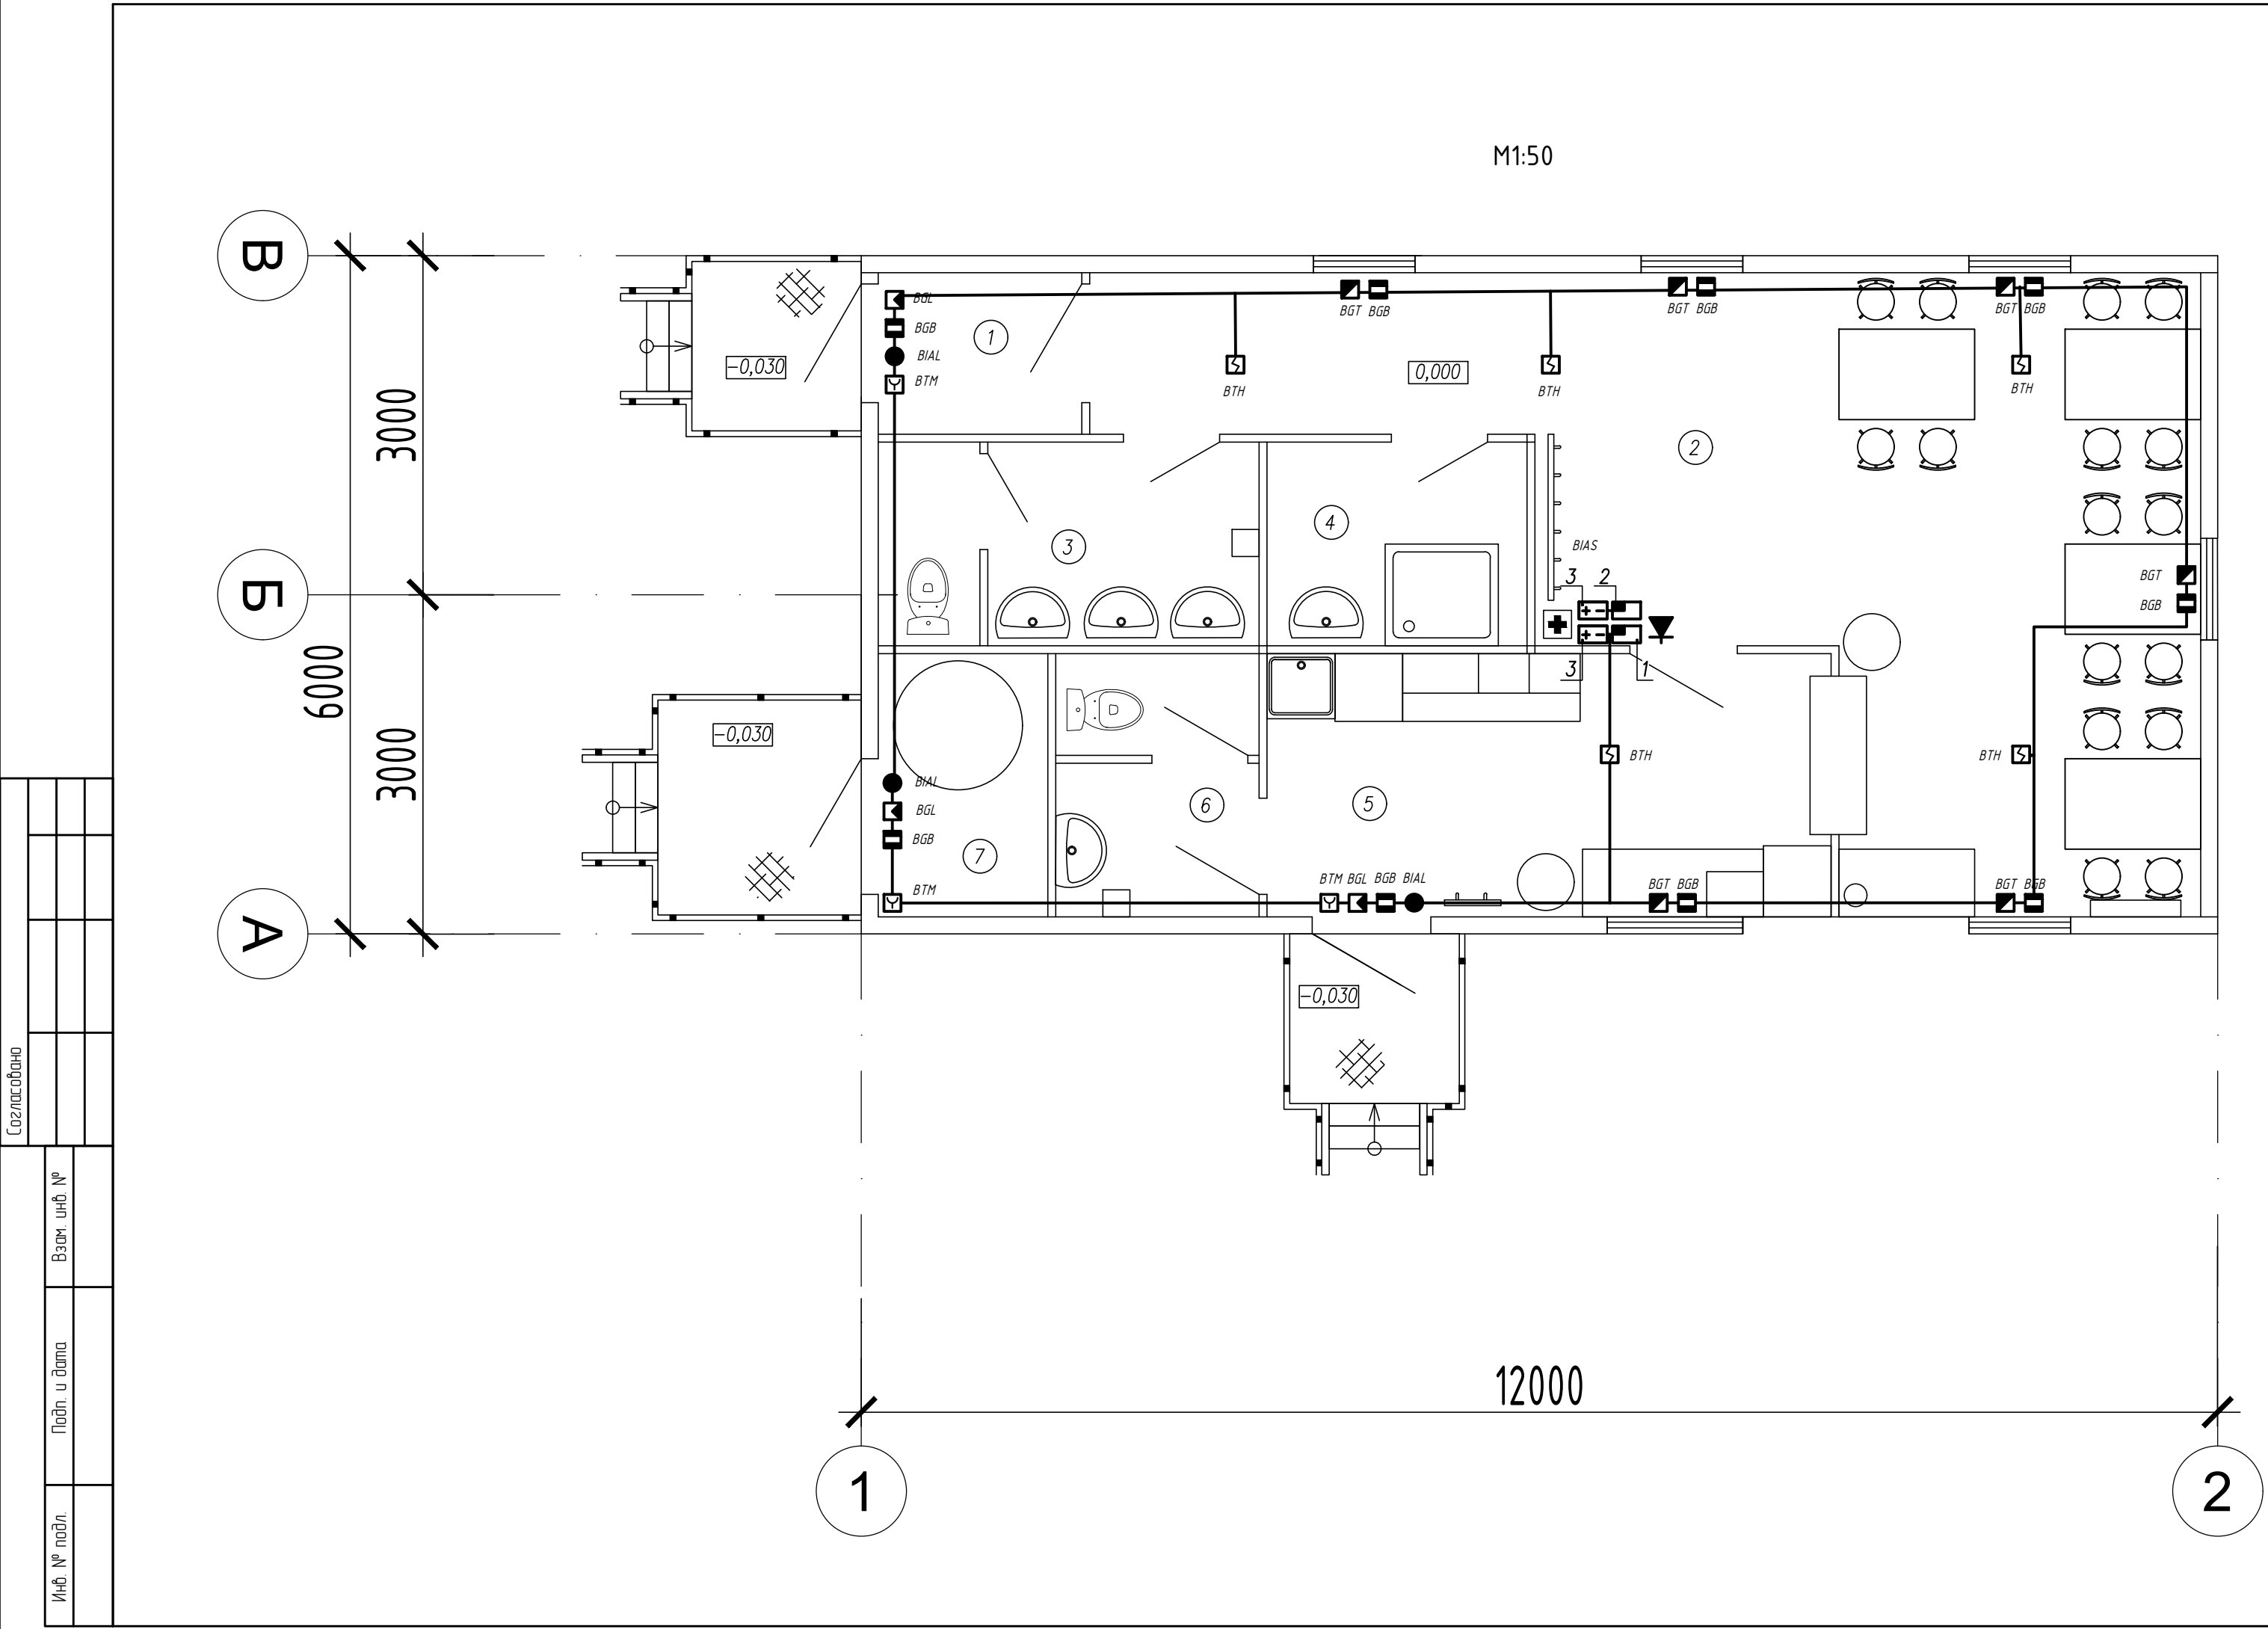 М1:50
В
Б
А
3000
3000
6000
-0,030
-0,030
-0,030
0,000
BGL
BGB
BIAL
BTM
1
BGT BGB
BGT BGB
BGT BGB
BTH
BTH
BTH
2
3
4
BIAS
3 2
3 1
BGT
BGB
BTH
BTH
BIAL
BGL
BGB
BTM
7
6
5
BTM BGL BGB BIAL
BGT BGB
BGT BGB
12000
1
2
Согласовано
Взам. инв. №
Подп. и дата
Инв. № подл.